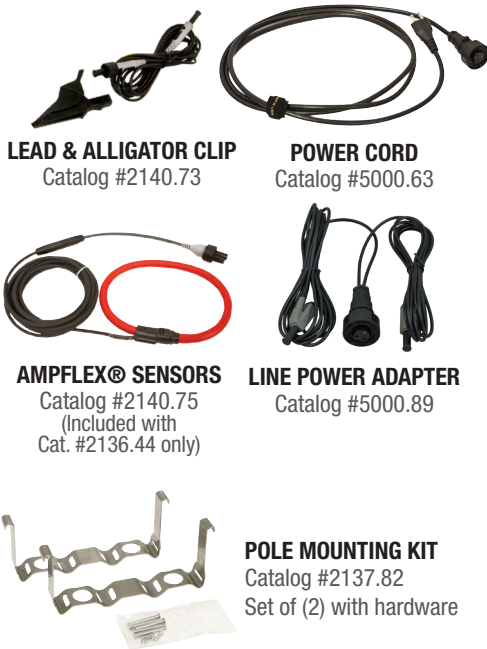 LEAD & ALLIGATOR CLIP
Catalog #2140.73
POWER CORD
Catalog #5000.63
AMPFLEX® SENSORS
Catalog #2140.75
(Included with
Cat. #2136.44 only)
LINE POWER ADAPTER
Catalog #5000.89
POLE MOUNTING KIT
Catalog #2137.82
Set of (2) with hardware